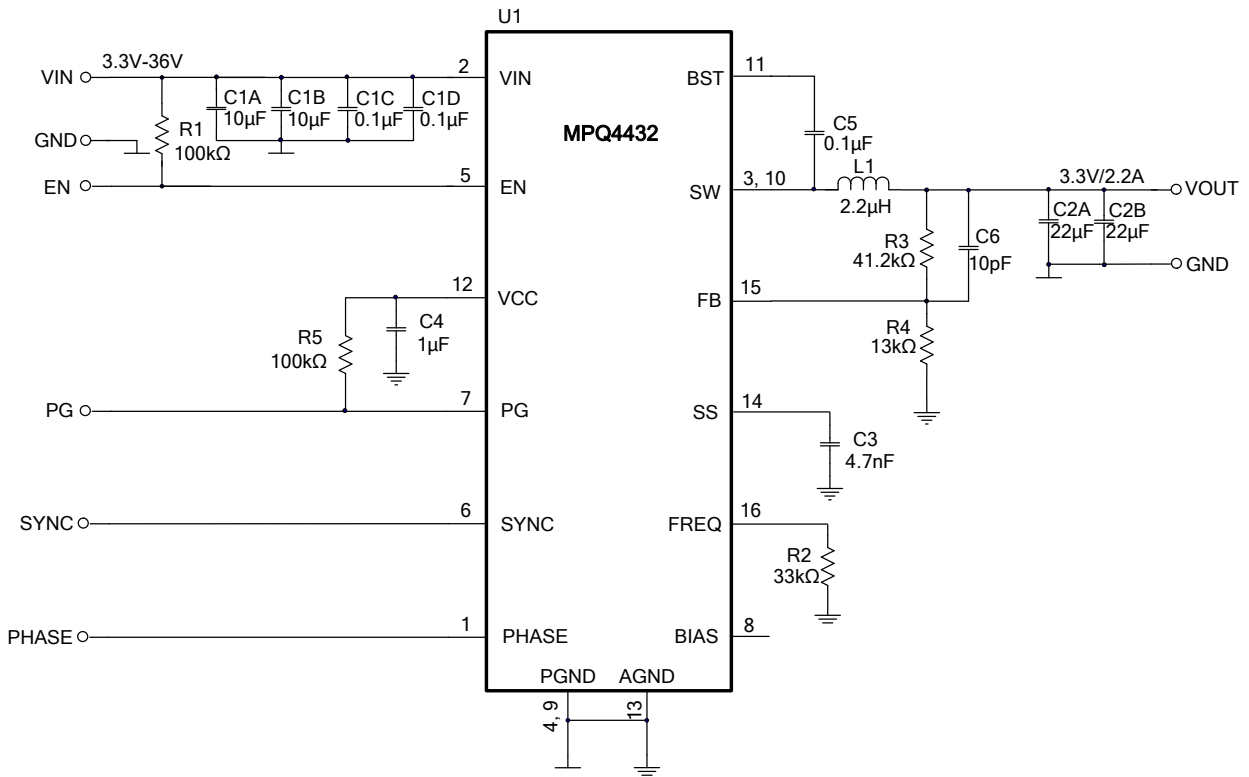 U1
MPQ4432
VIN
3.3V-36V
2
VIN
C1A
10µF
C1B
10µF
C1C
0.1µF
C1D
0.1µF
GND
R1
100kΩ
EN
5
EN
12
VCC
C4
1µF
R5
100kΩ
PG
7
PG
SYNC
6
SYNC
PHASE
1
PHASE
PGND
4, 9
AGND
13
BST
11
C5
0.1µF
SW
3, 10
L1
2.2µH
3.3V/2.2A
VOUT
R3
41.2kΩ
C6
10pF
C2A
22µF
C2B
22µF
GND
FB
15
R4
13kΩ
SS
14
C3
4.7nF
FREQ
16
R2
33kΩ
BIAS
8